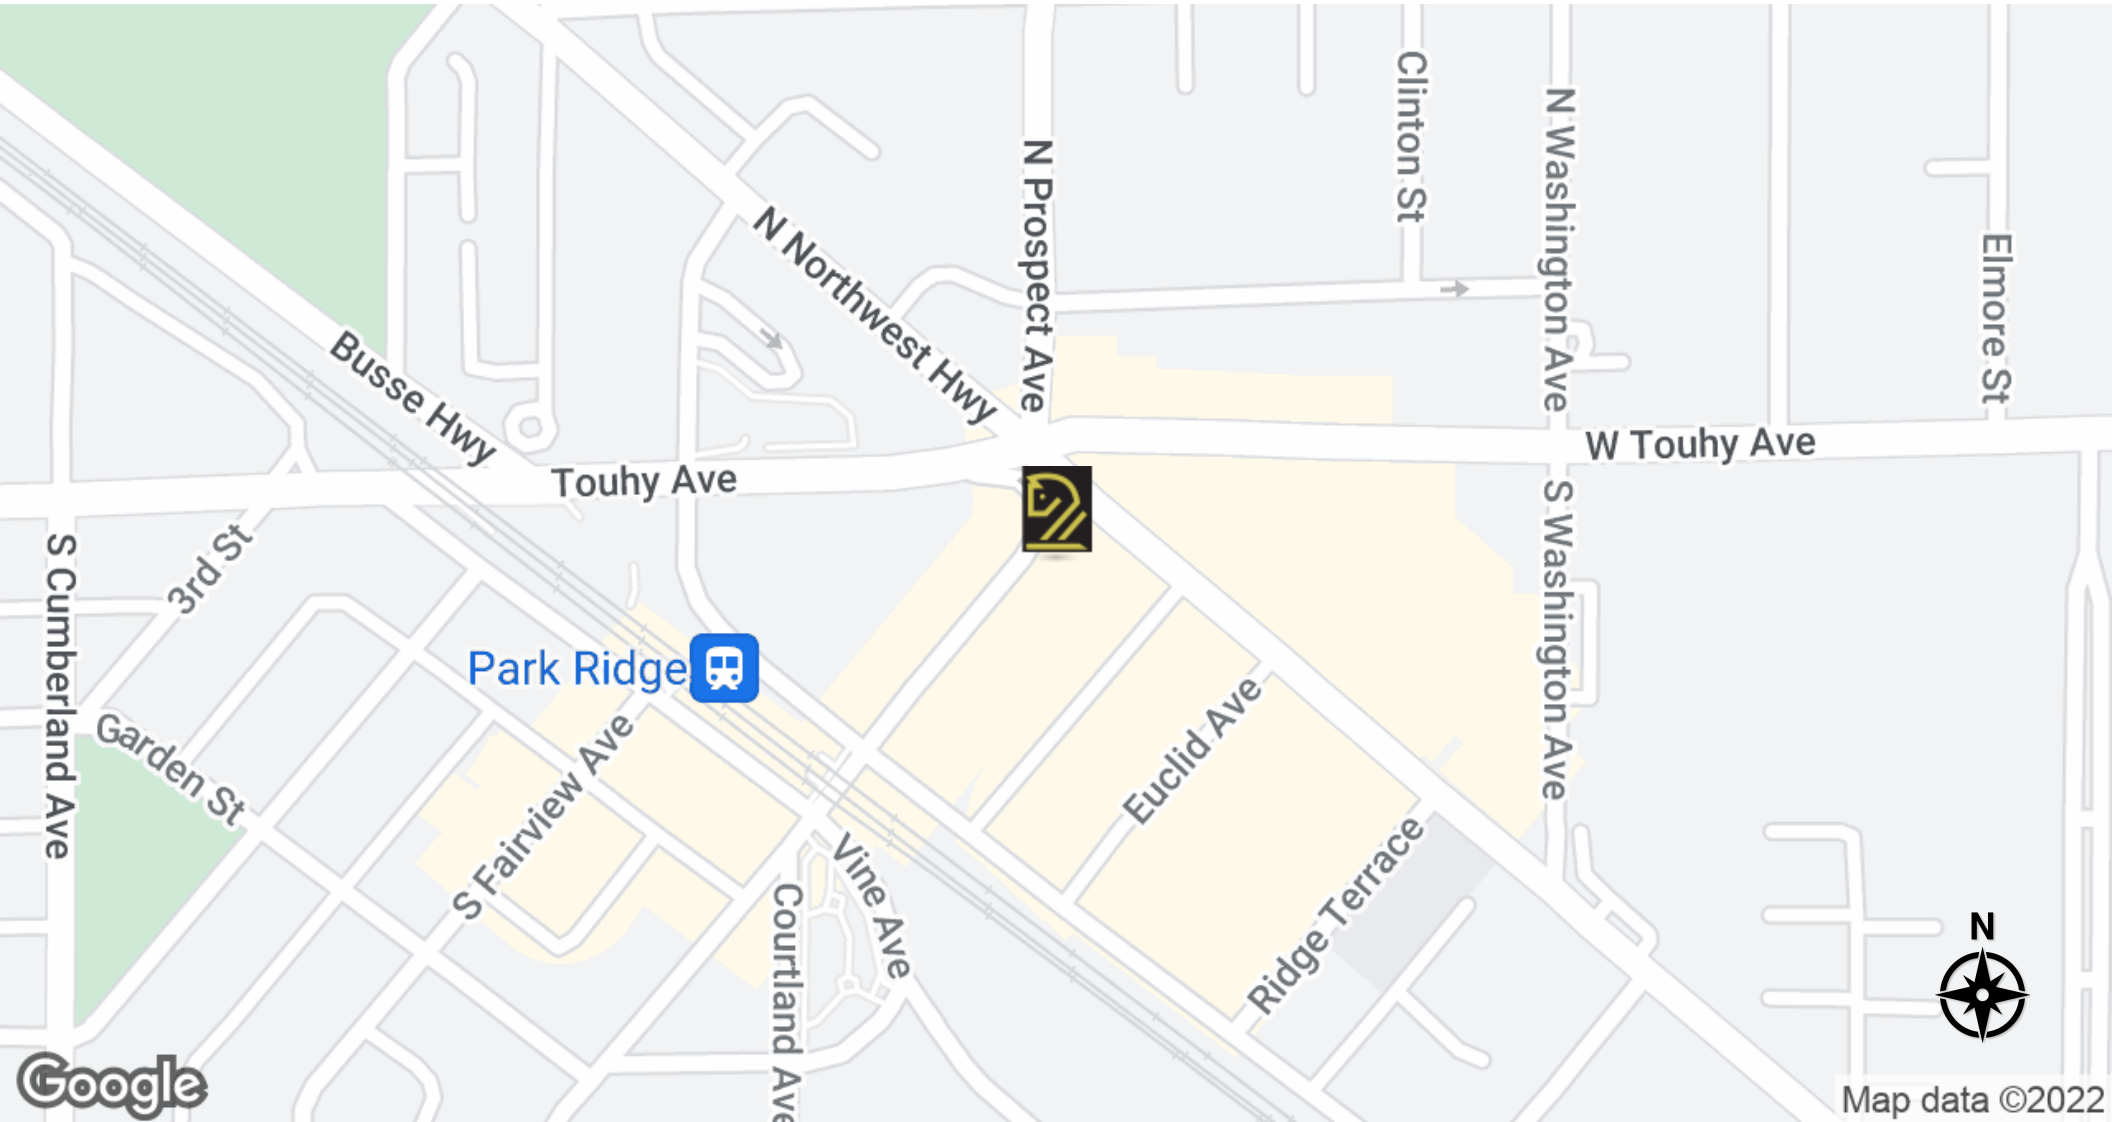 Clinton St
N Washington Ave
N Prospect Ave
N Northwest Hwy
Elmore St
Busse Hwy
W Touhy Ave
Touhy Ave
S Washington Ave
3rd St
S Cumberland Ave
Park Ridge
Euclid Ave
Garden St
S Fairview Ave
Ridge Terrace
Vine Ave
Courtland Ave
N
Google
Map data ©2022